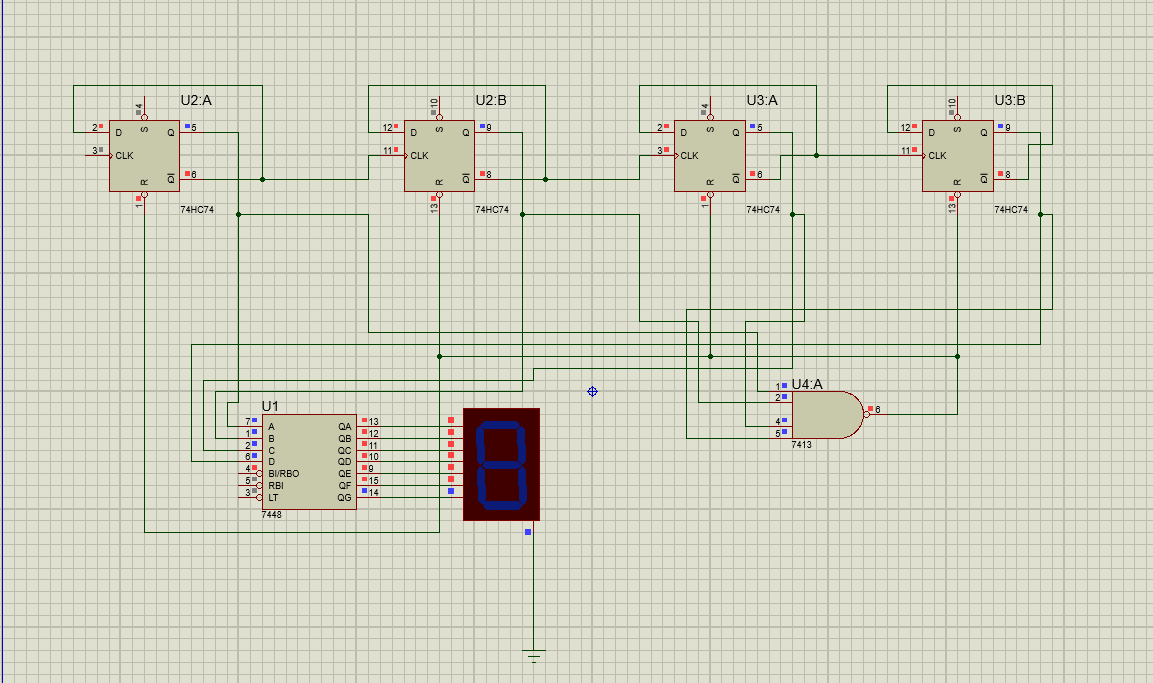 U2:A U2:B U3:A U3:B
4 10 4 10
2 D S Q 5 12 D S Q 9 2 D S Q 5 12 D S Q 9
3 CLK 11 CLK 3 CLK 11 CLK
R Q 6 R Q 8 R Q 6 R Q 8
1 74HC74 13 74HC74 1 74HC74 13 74HC74
U4:A
1
2
4
5
6
7413
U1
7 A QA 13
1 B QB 12
2 C QC 11
6 D QD 10
4 BI/RBO QE 9
5 RBI QF 15
3 LT QG 14
7448
8